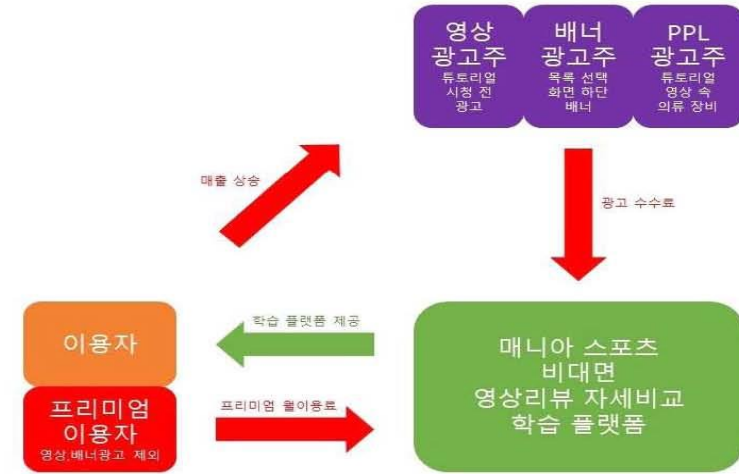 영상
광고주
튜토리얼
시청 전
광고
배너
광고주
목록 선택
화면 하단
배너
PPL
광고주
튜토리얼
영상 속
의류 장비
매출 상승
광고 수수료
이용자
학습 플랫폼 제공
매니아 스포츠
비대면
영상리뷰 자세비교
학습 플랫폼
프리미엄
이용자
영상,배너광고 제외
프리미엄 월이용료